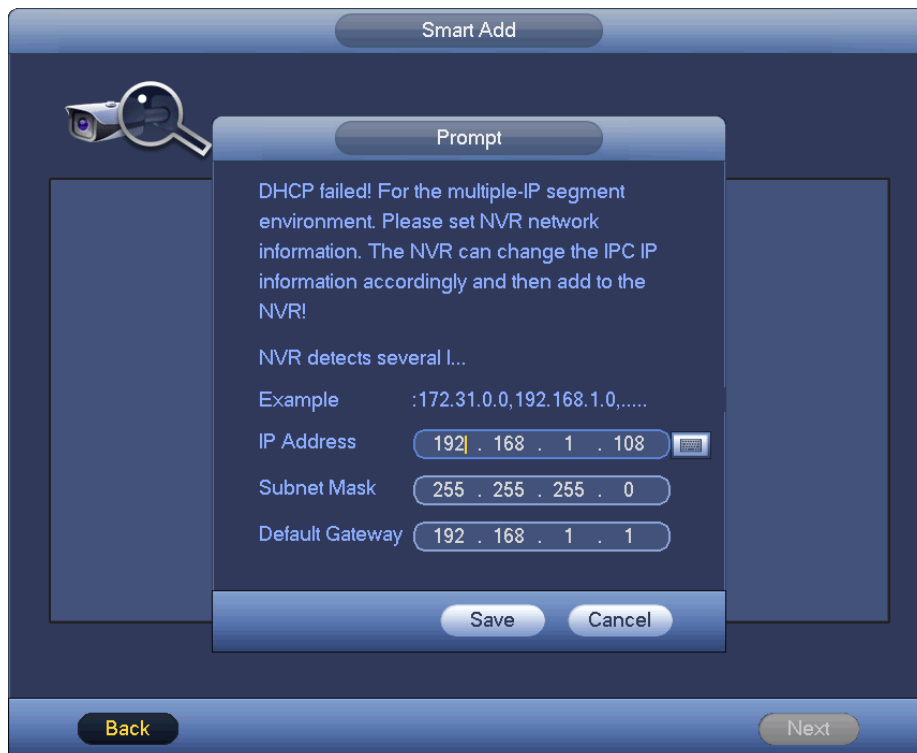 Smart Add
Prompt
DHCP failed! For the multiple-IP segment
environment. Please set NVR network
information. The NVR can change the IPC IP
information accordingly and then add to the
NVR!
NVR detects several I...
Example :172.31.0.0,192.168.1.0,.....
IP Address 192 . 168 . 1 . 108
Subnet Mask 255 . 255 . 255 . 0
Default Gateway 192 . 168 . 1 . 1
Save Cancel
Back Next